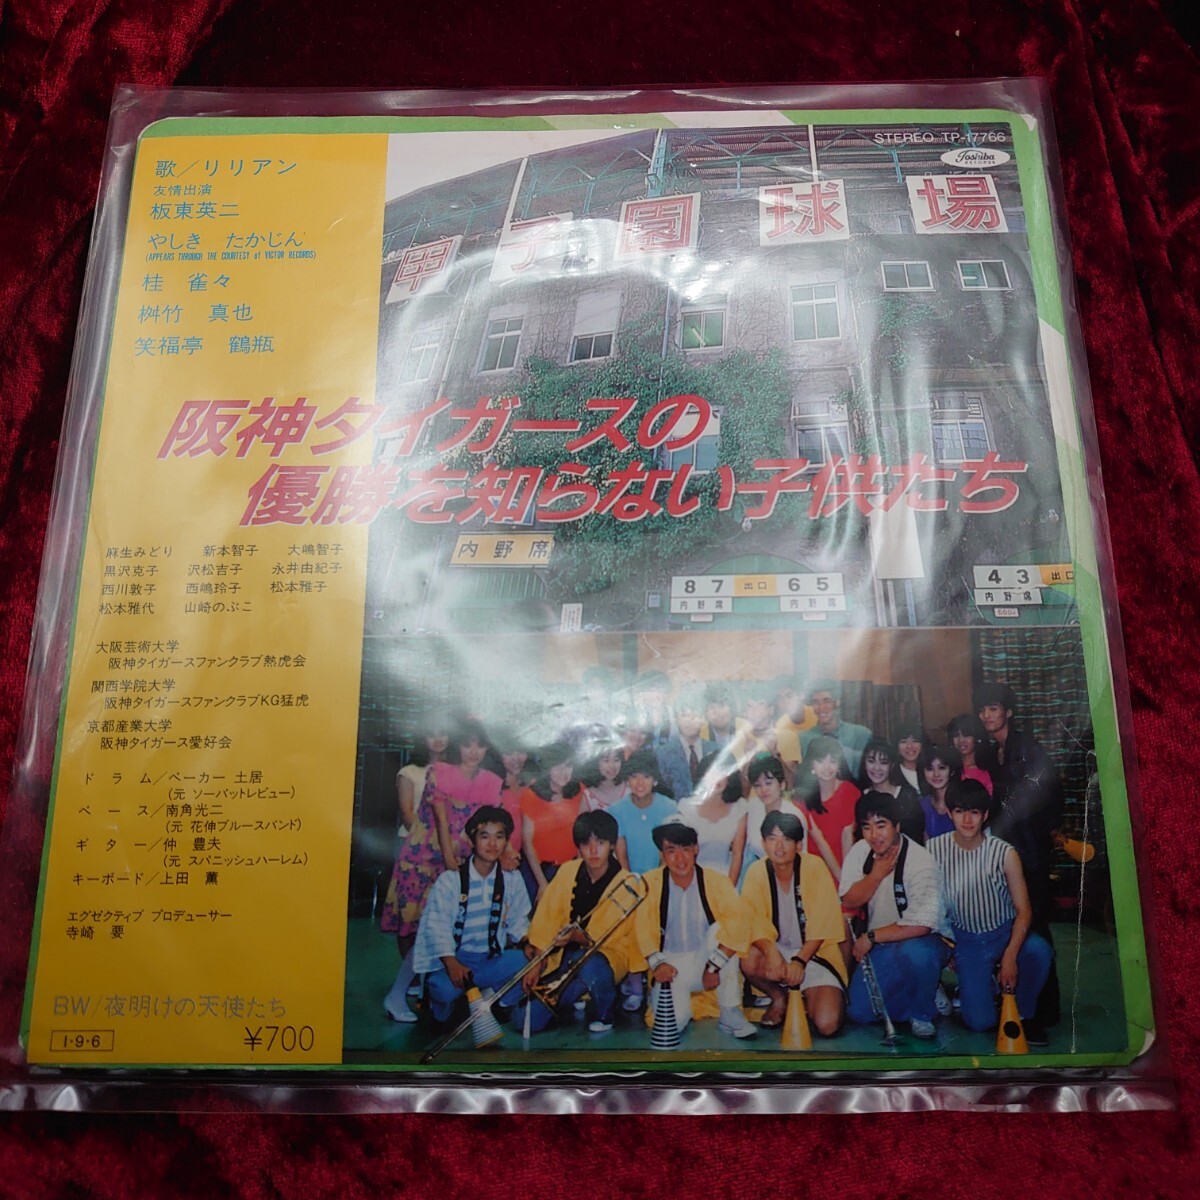 STEREO TP-17766
Toshiba
RECORDS
歌/リリアン
友情出演
板東英二
やしき たかじん
(APPEARS THROUGH THE COURTESY of VICTOR RECORDS)
桂 雀々
桝竹 真也
笑福亭 鶴瓶
甲子園球場
阪神タイガースの
優勝を知らない子供たち
内野席
87 出口 65
内野席 内野席
43 出口
内野席
麻生みどり 新本智子 大嶋智子
黒沢克子 沢松吉子 永井由紀子
西川敦子 西嶋玲子 松本雅子
松本雅代 山崎のぶこ
大阪芸術大学
阪神タイガースファンクラブ熱虎会
関西学院大学
阪神タイガースファンクラブKG猛虎
京都産業大学
阪神タイガース愛好会
ドラム/ベーカー 土居
(元 ソーバットレビュー)
ベース/南角光二
(元 花伸ブルースバンド)
ギター/仲 豊夫
(元 スパニッシュハーレム)
キーボード/上田 薫
エグゼクティブ プロデューサー
寺崎 要
BW/夜明けの天使たち
I・9・6
¥700